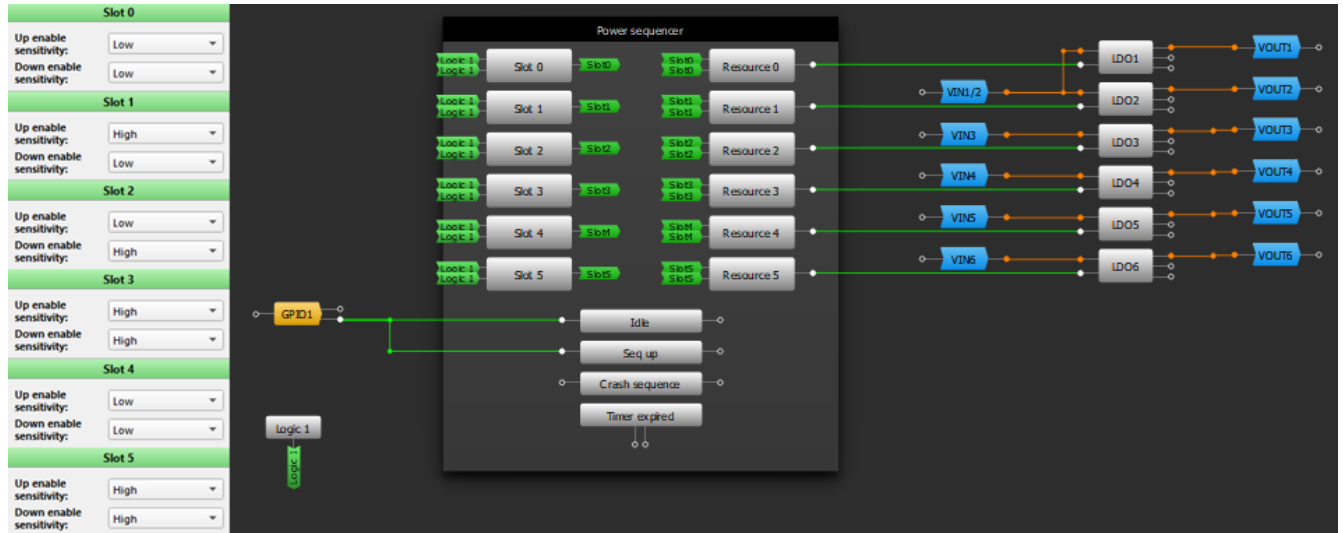 Slot 0
Up enable
sensitivity:
Low
Down enable
sensitivity:
Low
Slot 1
Up enable
sensitivity:
High
Down enable
sensitivity:
Low
Slot 2
Up enable
sensitivity:
Low
Down enable
sensitivity:
High
Slot 3
Up enable
sensitivity:
High
Down enable
sensitivity:
High
Slot 4
Up enable
sensitivity:
Low
Down enable
sensitivity:
Low
Slot 5
Up enable
sensitivity:
High
Down enable
sensitivity:
High
Power sequencer
Logic 1
Logic 1
Slot 0
Slot0
Slot0
Slot0
Resource 0
Logic 1
Logic 1
Slot 1
Slot1
Slot1
Slot1
Resource 1
Logic 1
Logic 1
Slot 2
Slot2
Slot2
Slot2
Resource 2
Logic 1
Logic 1
Slot 3
Slot3
Slot3
Slot3
Resource 3
Logic 1
Logic 1
Slot 4
Slot4
Slot4
Slot4
Resource 4
Logic 1
Logic 1
Slot 5
Slot5
Slot5
Slot5
Resource 5
GPIO1
Idle
Seq up
Crash sequence
Timer expired
Logic 1
Logic 1
VIN1/2
VIN3
VIN4
VIN5
VIN6
LDO1
LDO2
LDO3
LDO4
LDO5
LDO6
VOUT1
VOUT2
VOUT3
VOUT4
VOUT5
VOUT6